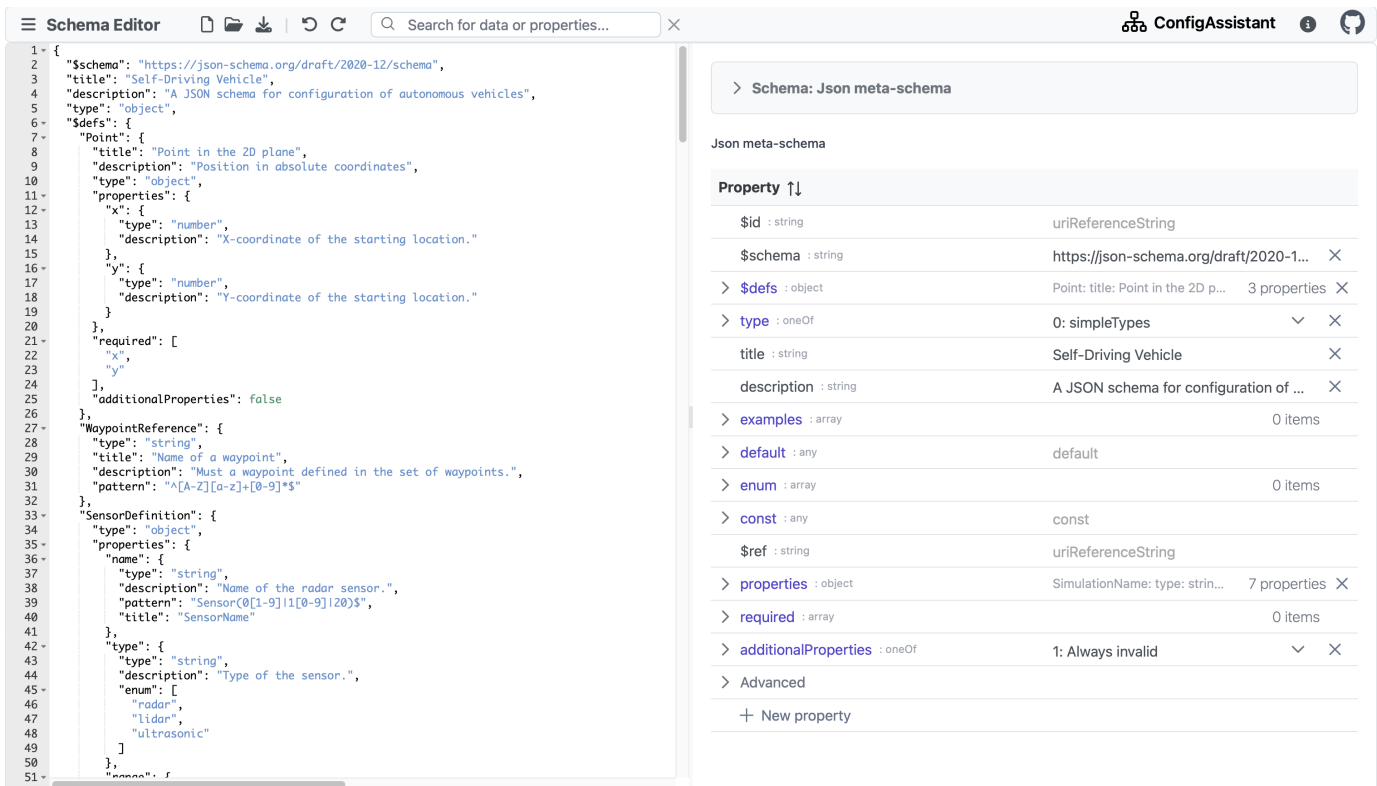 Schema Editor
Search for data or properties...
ConfigAssistant
1 {
2 "$schema": "https://json-schema.org/draft/2020-12/schema",
3 "title": "Self-Driving Vehicle",
4 "description": "A JSON schema for configuration of autonomous vehicles",
5 "type": "object",
6 "$defs": {
7 "Point": {
8 "title": "Point in the 2D plane",
9 "description": "Position in absolute coordinates",
10 "type": "object",
11 "properties": {
12 "x": {
13 "type": "number",
14 "description": "X-coordinate of the starting location."
15 },
16 "y": {
17 "type": "number",
18 "description": "Y-coordinate of the starting location."
19 }
20 },
21 "required": [
22 "x",
23 "y"
24 ],
25 "additionalProperties": false
26 },
27 "WaypointReference": {
28 "type": "string",
29 "title": "Name of a waypoint",
30 "description": "Must a waypoint defined in the set of waypoints.",
31 "pattern": "^[A-Z][a-z]+[0-9]*$"
32 },
33 "SensorDefinition": {
34 "type": "object",
35 "properties": {
36 "name": {
37 "type": "string",
38 "description": "Name of the radar sensor.",
39 "pattern": "Sensor(0[1-9]|1[0-9]|20)$",
40 "title": "SensorName"
41 },
42 "type": {
43 "type": "string",
44 "description": "Type of the sensor.",
45 "enum": [
46 "radar",
47 "lidar",
48 "ultrasonic"
49 ]
50 },
51 "range": {
Schema: Json meta-schema
Json meta-schema
Property
$id : string uriReferenceString
$schema : string https://json-schema.org/draft/2020-1...
$defs : object Point: title: Point in the 2D p... 3 properties
type : oneOf 0: simpleTypes
title : string Self-Driving Vehicle
description : string A JSON schema for configuration of ...
examples : array 0 items
default : any default
enum : array 0 items
const : any const
$ref : string uriReferenceString
properties : object SimulationName: type: strin... 7 properties
required : array 0 items
additionalProperties : oneOf 1: Always invalid
Advanced
New property